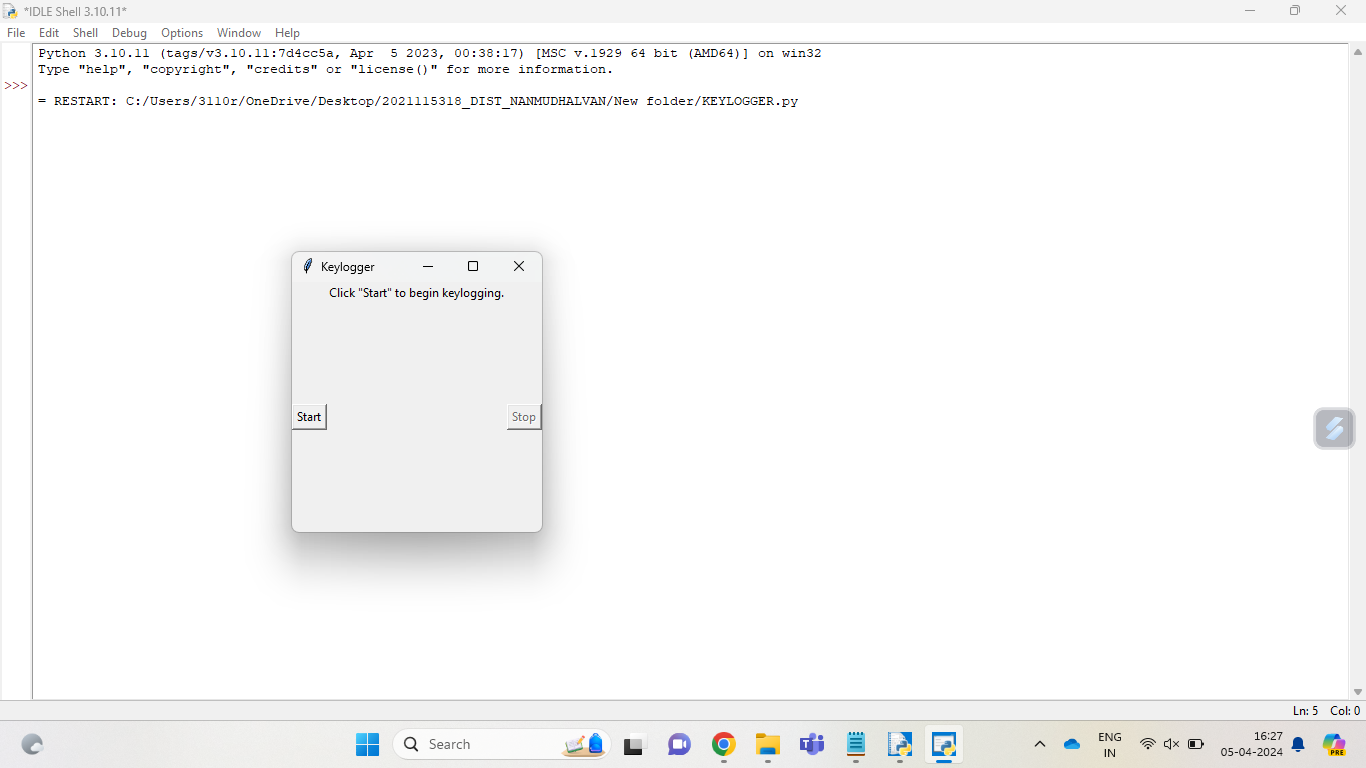 *IDLE Shell 3.10.11*
File Edit Shell Debug Options Window Help
Python 3.10.11 (tags/v3.10.11:7d4cc5a, Apr  5 2023, 00:38:17) [MSC v.1929 64 bit (AMD64)] on win32
Type "help", "copyright", "credits" or "license()" for more information.
>>>
= RESTART: C:/Users/3110r/OneDrive/Desktop/2021115318_DIST_NANMUDHALVAN/New folder/KEYLOGGER.py
Keylogger
Click "Start" to begin keylogging.
Start Stop
Ln: 5 Col: 0
Search
ENG
IN
16:27
05-04-2024
PRE